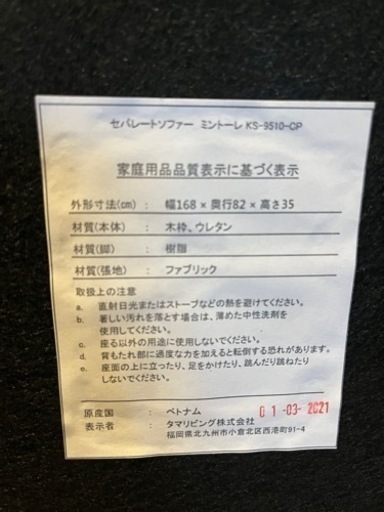 セパレートソファー ミントーレ KS-9510-CP
家庭用品品質表示に基づく表示
外形寸法(cm) : 幅168×奥行82×高さ35
材質(本体) : 木枠、ウレタン
材質(脚) : 樹脂
材質(張地) : ファブリック
取扱上の注意
a. 直射日光またはストーブなどの熱を避けてください。
b. 著しい汚れを落とす場合は、薄めた中性洗剤を
使用してください。
c. 座る以外の用途に使用しないでください。
d. 背もたれ部に過度な力を加えると転倒する恐れがあります。
e. 座面の上に立ったり、足をかけたり、跳んだり跳ねたり
しないでください。
原産国 : ベトナム 01-03-2021
表示者 : タマリビング株式会社
福岡県北九州市小倉北区西港町91-4